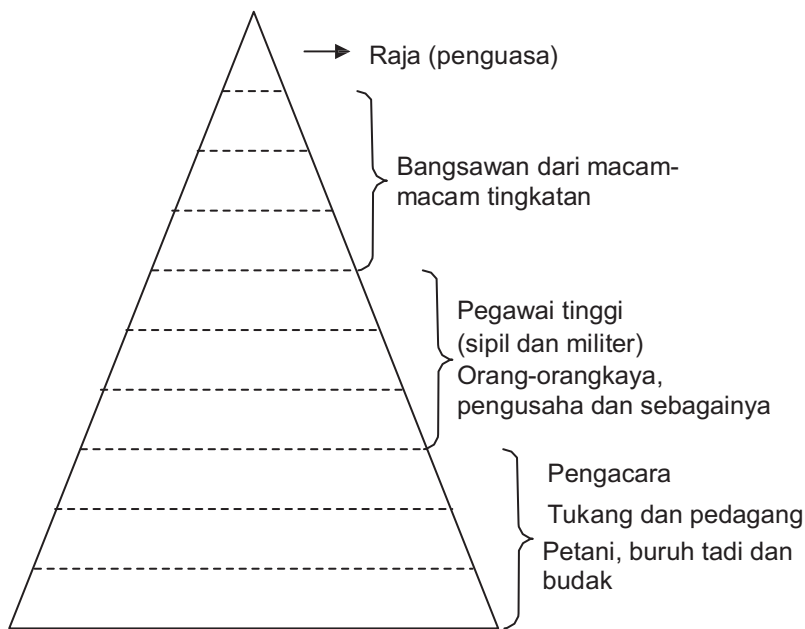 Raja (penguasa)
Bangsawan dari macam-
macam tingkatan
Pegawai tinggi
(sipil dan militer)
Orang-orangkaya,
pengusaha dan sebagainya
Pengacara
Tukang dan pedagang
Petani, buruh tadi dan
budak